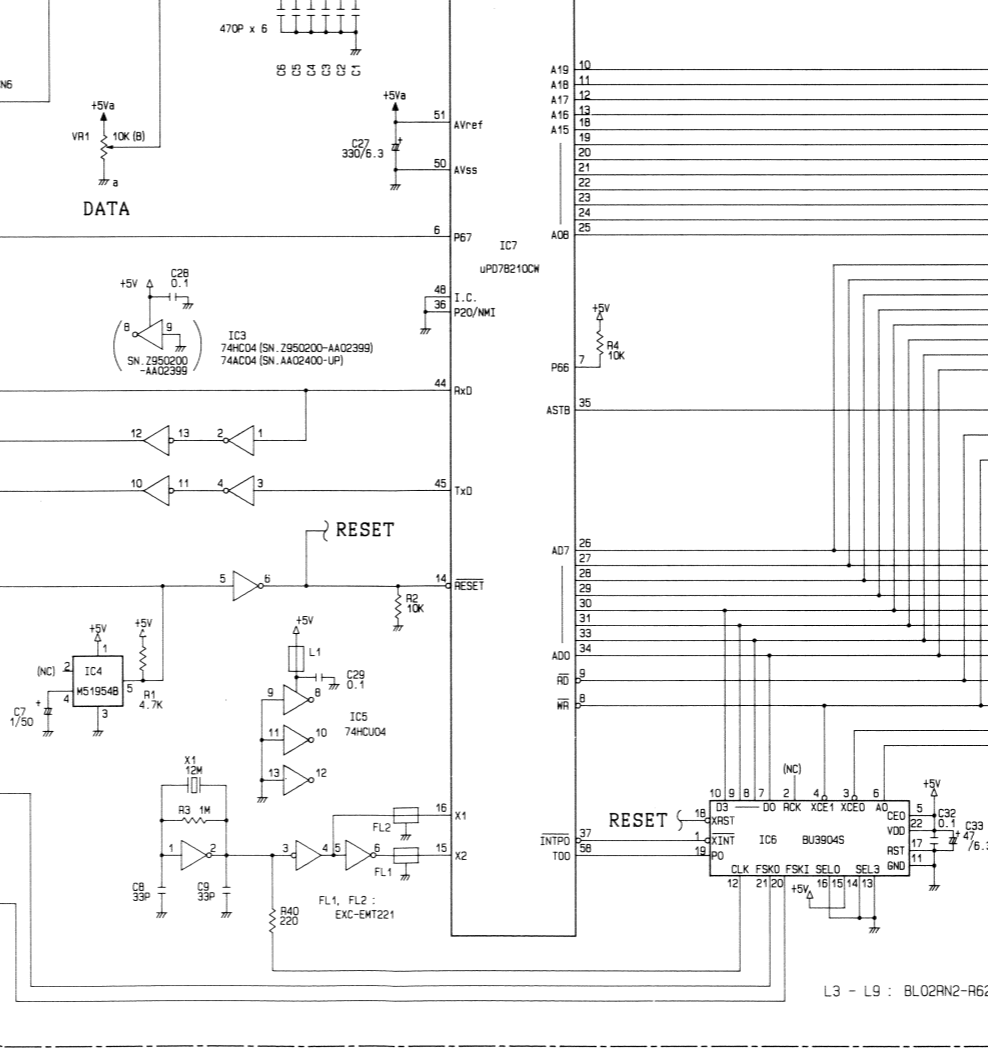 470P x 6
C6 C5 C4 C3 C2 C1
N6
+5Va
VR1 10K(B)
a
DATA
+5Va
C27
330/6.3
51 AVref
50 AVss
6 P67
IC7
uPD78210CW
48 I.C.
36 P20/NMI
A19 10
A18 11
A17 12
A16 13
A15 18
19
20
21
22
23
24
A08 25
+5V
C28
0.1
8 9
SN.Z950200
-AA02399
IC3
74HC04(SN.Z950200-AA02399)
74AC04(SN.AA02400-UP)
+5V
R4
10K
P66 7
44 RxD
ASTB 35
12 13 2 1
10 11 4 3
45 TxD
RESET
5 6
14 RESET
R2
10K
AD7 26
27
28
29
30
31
33
AD0 34
RD 9
WR 8
+5V
+5V
1
(NC) 2
IC4
M51954B
4
5
3
R1
4.7K
C7
1/50
+5V
L1
C29
0.1
9 8
IC5
74HCU04
11 10
13 12
X1
12M
R3 1M
1 2
C8
33P
C9
33P
3 4 5 6
FL2
FL1
16 X1
15 X2
FL1, FL2 :
EXC-EMT221
R40
220
INTP0 37
TO0 58
RESET
(NC)
10 9 8 7 2 4 3 6
D3 D0 RCK XCE1 XCE0 A0
18 XRST
1 XINT
19 P0
IC6 BU3904S
CEO 5
VDD 22
RST 17
GND 11
CLK FSK0 FSKI SEL0 SEL3
12 21 20 16 15 14 13
+5V
+5V
C32
0.1
C33
47
/6.3
L3 - L9 : BL02RN2-R62